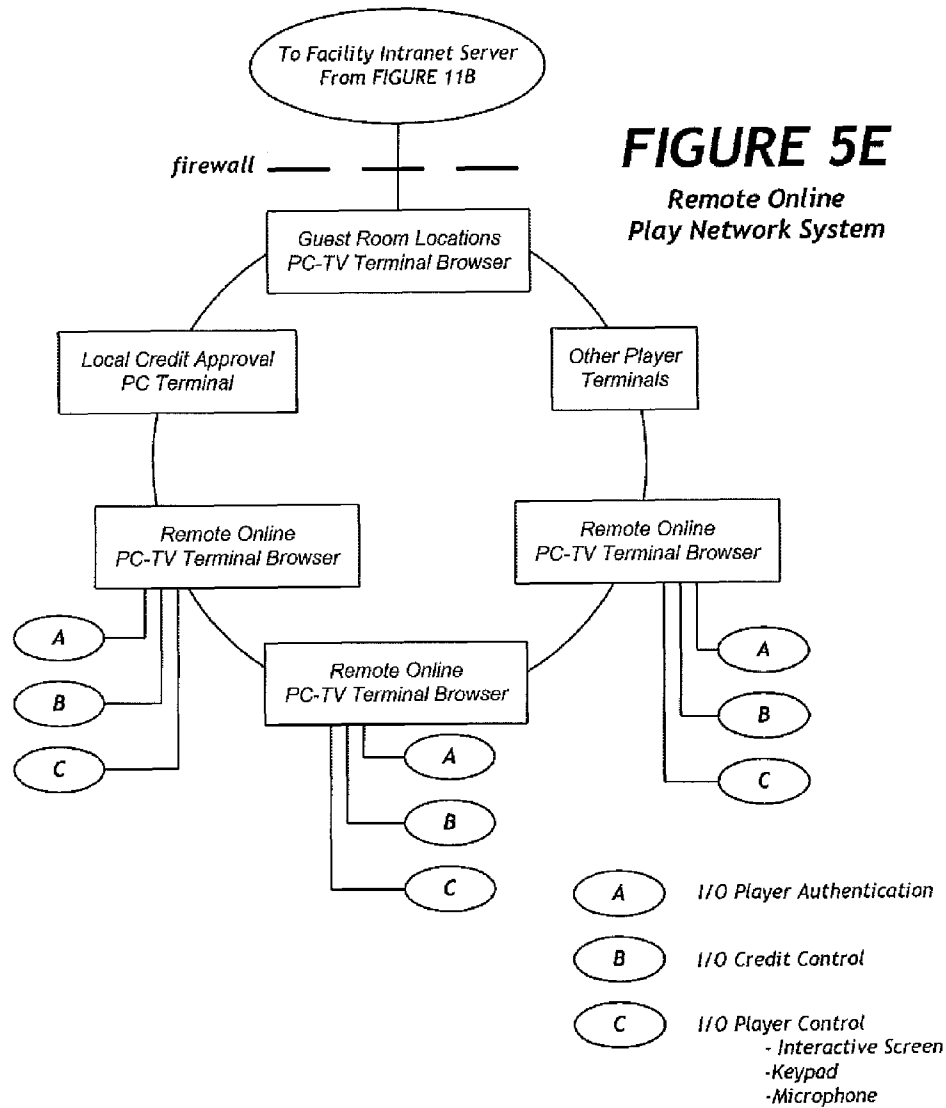 To Facility Intranet Server
From FIGURE 11B
FIGURE 5E
Remote Online
Play Network System
firewall
Guest Room Locations
PC-TV Terminal Browser
Local Credit Approval
PC Terminal
Other Player
Terminals
Remote Online
PC-TV Terminal Browser
Remote Online
PC-TV Terminal Browser
A
B
C
Remote Online
PC-TV Terminal Browser
A
B
C
A
B
C
A I/O Player Authentication
B I/O Credit Control
C I/O Player Control
- Interactive Screen
-Keypad
-Microphone